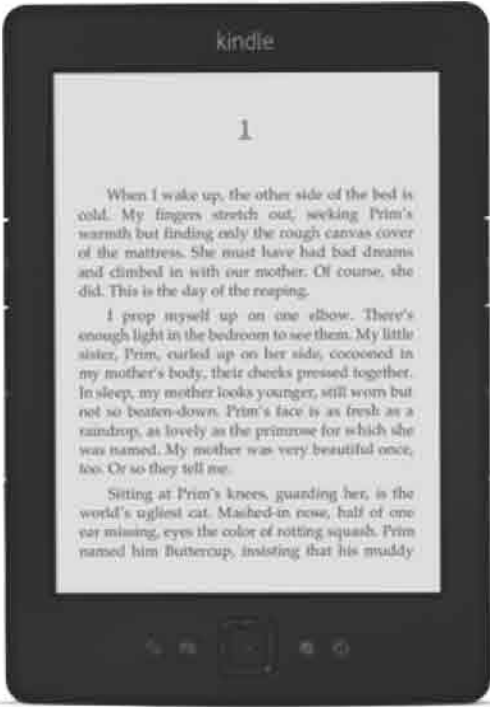 kindle
1
When I wake up, the other side of the bed is
cold. My fingers stretch out, seeking Prim's
warmth but finding only the rough canvas cover
of the mattress. She must have had bad dreams
and climbed in with our mother. Of course, she
did. This is the day of the reaping.
I prop myself up on one elbow. There's
enough light in the bedroom to see them. My little
sister, Prim, curled up on her side, cocooned in
my mother's body, their cheeks pressed together.
In sleep, my mother looks younger, still worn but
not so beaten-down. Prim's face is as fresh as a
raindrop, as lovely as the primrose for which she
was named. My mother was very beautiful once,
too. Or so they tell me.
Sitting at Prim's knees, guarding her, is the
world's ugliest cat. Mashed-in nose, half of one
ear missing, eyes the color of rotting squash. Prim
named him Buttercup, insisting that his muddy